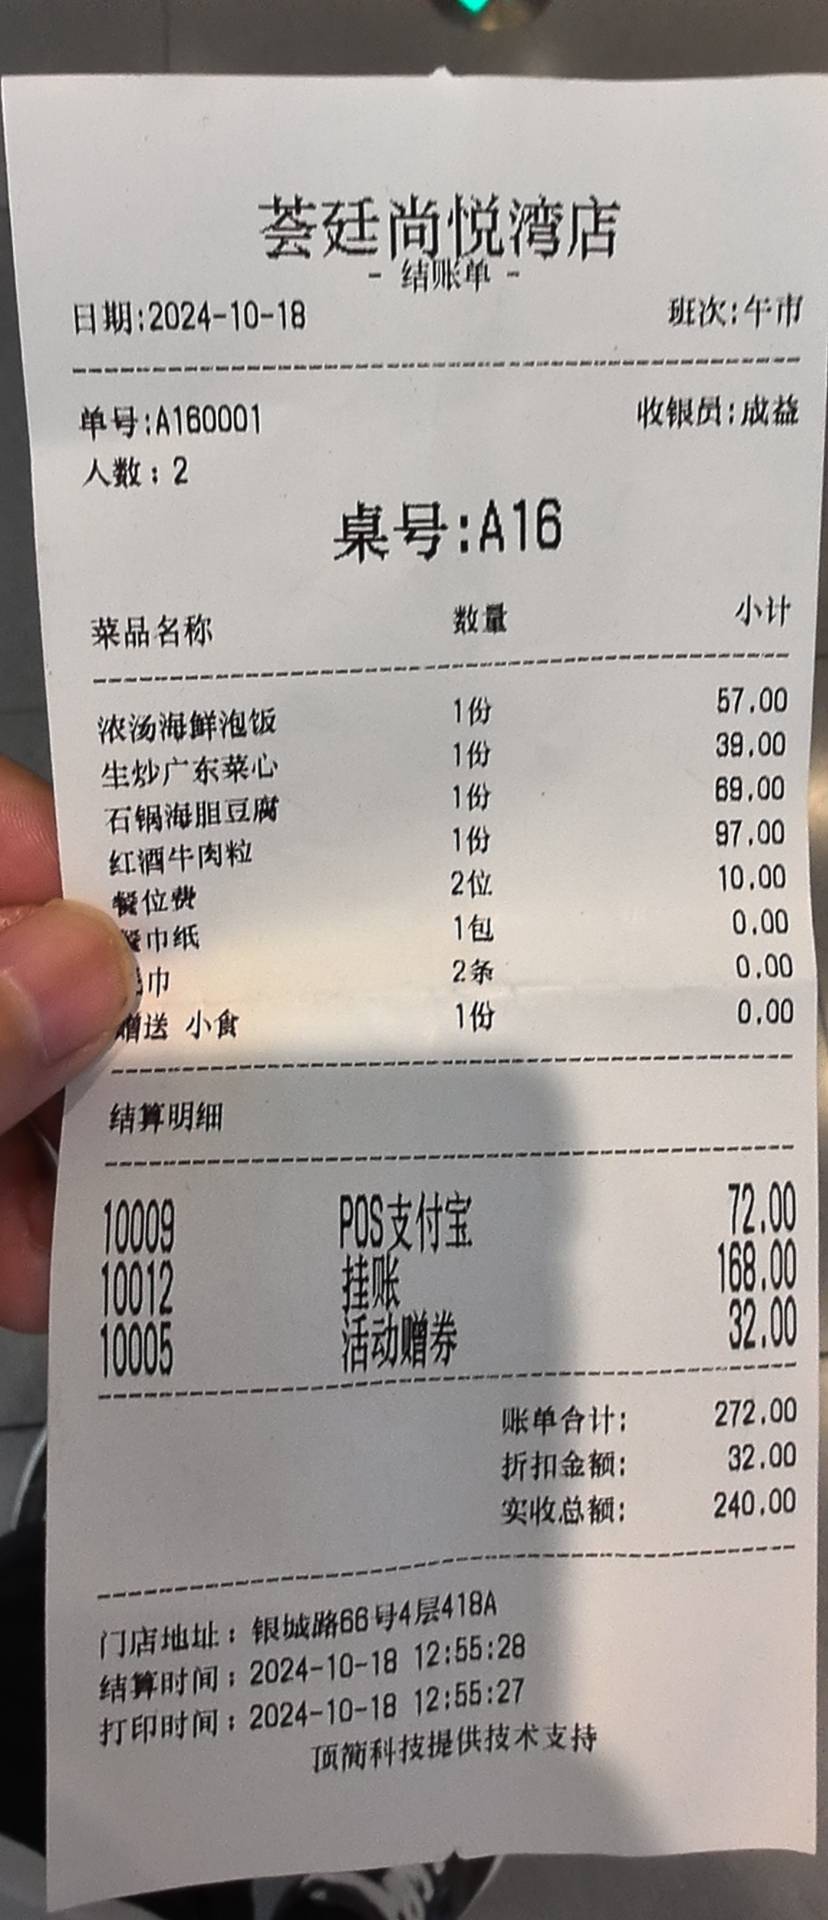 荟廷尚悦湾店
- 结账单 -
日期:2024-10-18 班次:午市
单号:A160001 收银员:成益
人数：2
桌号:A16
菜品名称 数量 小计
浓汤海鲜泡饭 1份 57.00
生炒广东菜心 1份 39.00
石锅海胆豆腐 1份 69.00
红酒牛肉粒 1份 97.00
餐位费 2位 10.00
餐巾纸 1包 0.00
巾 2条 0.00
赠送 小食 1份 0.00
结算明细
10009 POS支付宝 72.00
10012 挂账 168.00
10005 活动赠券 32.00
账单合计: 272.00
折扣金额: 32.00
实收总额: 240.00
门店地址：银城路66号4层418A
结算时间：2024-10-18 12:55:28
打印时间：2024-10-18 12:55:27
顶简科技提供技术支持